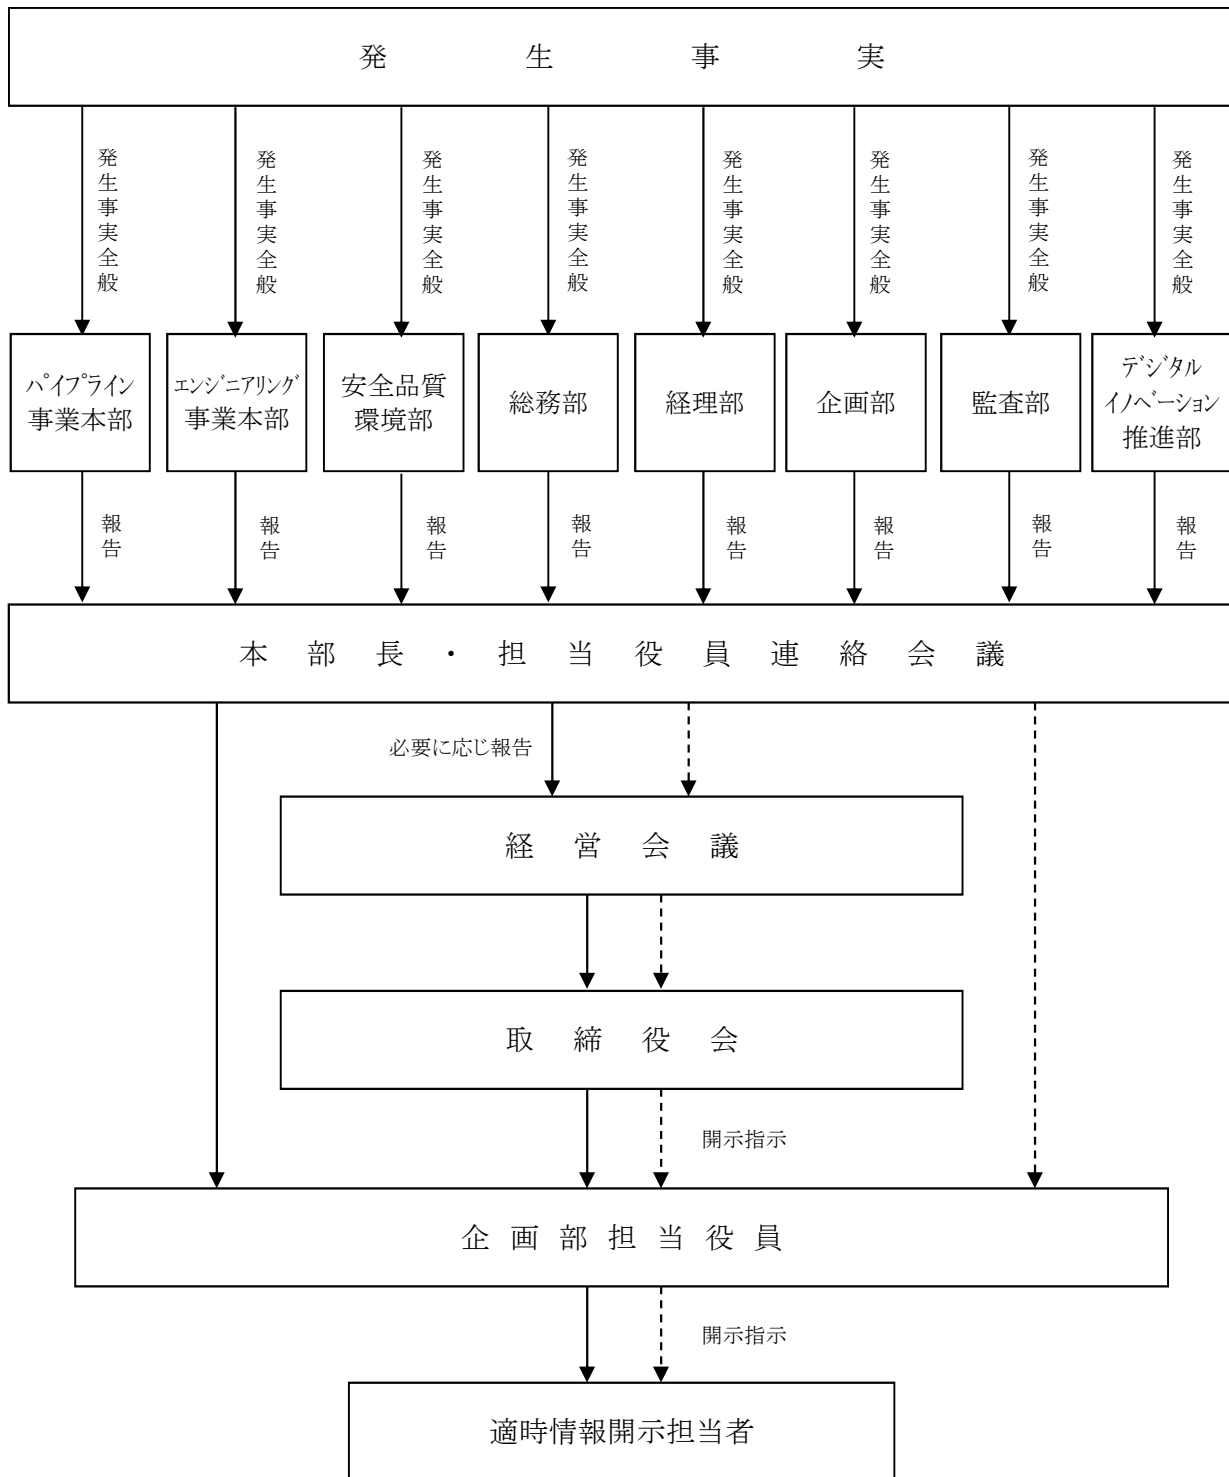 発生事実
発生事実全般
発生事実全般
発生事実全般
発生事実全般
発生事実全般
発生事実全般
発生事実全般
発生事実全般
ﾊﾟｲﾌﾟﾗｲﾝ
事業本部
ｴﾝｼﾞﾆｱﾘﾝｸﾞ
事業本部
安全品質
環境部
総務部
経理部
企画部
監査部
ﾃﾞｼﾞﾀﾙ
ｲﾉﾍﾞｰｼｮﾝ
推進部
報告
報告
報告
報告
報告
報告
報告
報告
本部長・担当役員連絡会議
必要に応じ報告
経営会議
取締役会
開示指示
企画部担当役員
開示指示
適時情報開示担当者